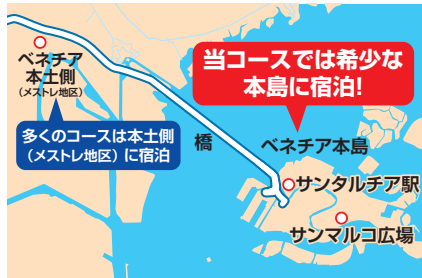 ベネチア
本土側
(メストレ地区)
多くのコースは本土側
(メストレ地区)に宿泊
当コースでは希少な
本島に宿泊!
橋
ベネチア本島
サンタルチア駅
サンマルコ広場